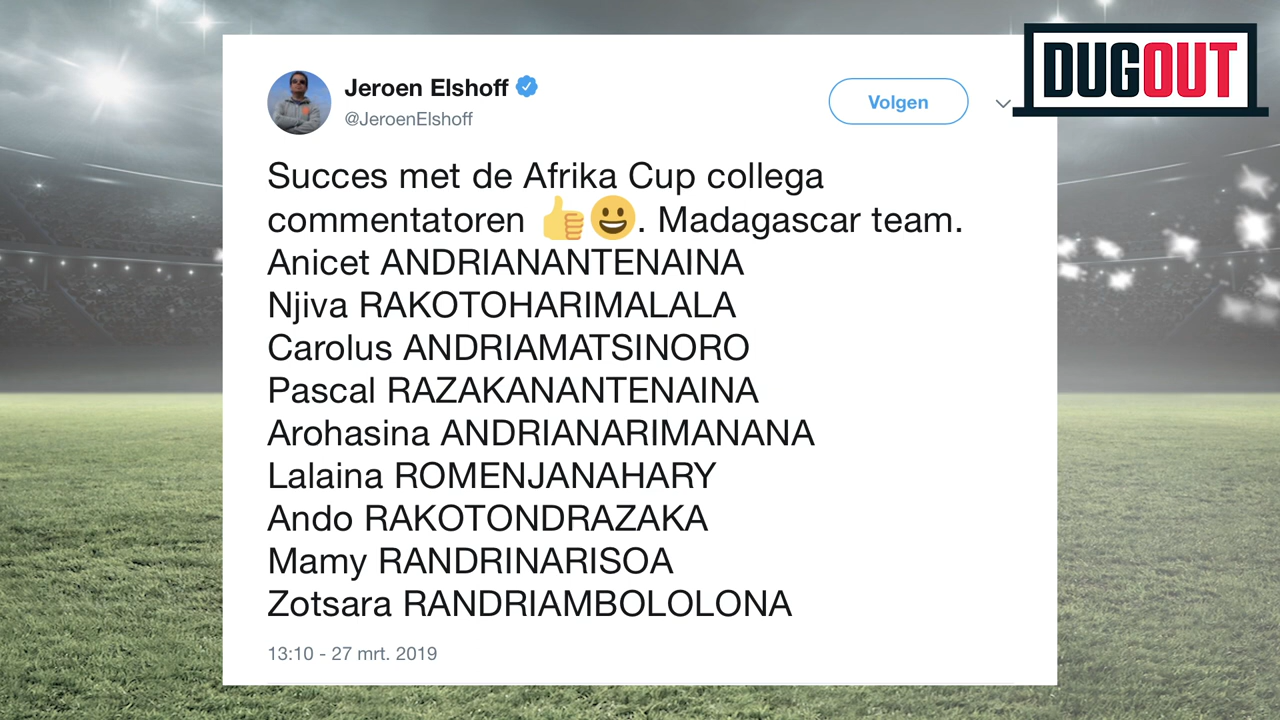 DUGOUT
Jeroen Elshoff
@JeroenElshoff
Volgen
Succes met de Afrika Cup collega
commentatoren 👍😀. Madagascar team.
Anicet ANDRIANANTENAINA
Njiva RAKOTOHARIMALALA
Carolus ANDRIAMATSINORO
Pascal RAZAKANANTENAINA
Arohasina ANDRIANARIMANANA
Lalaina ROMENJANAHARY
Ando RAKOTONDRAZAKA
Mamy RANDRINARISOA
Zotsara RANDRIAMBOLOLONA
13:10 - 27 mrt. 2019